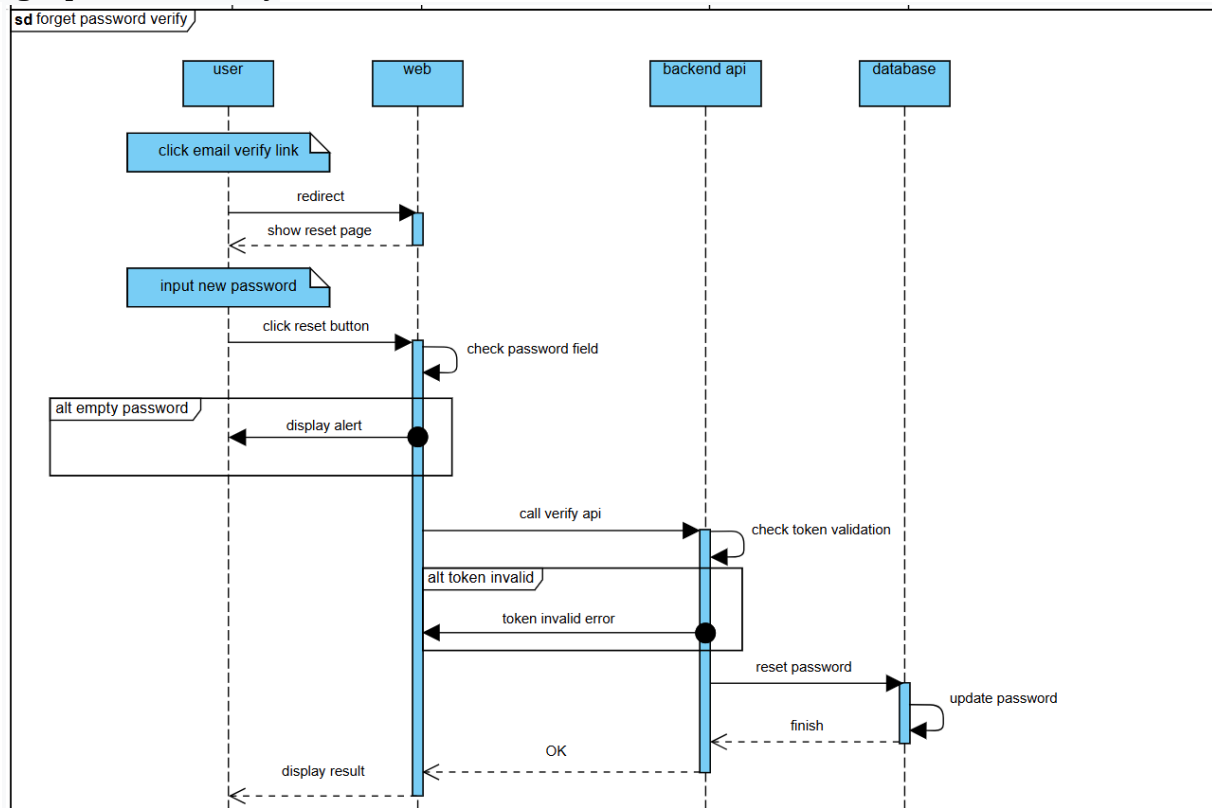 sd forget password verify
user
web
backend api
database
click email verify link
redirect
show reset page
input new password
click reset button
check password field
alt empty password
display alert
call verify api
check token validation
alt token invalid
token invalid error
reset password
update password
finish
OK
display result